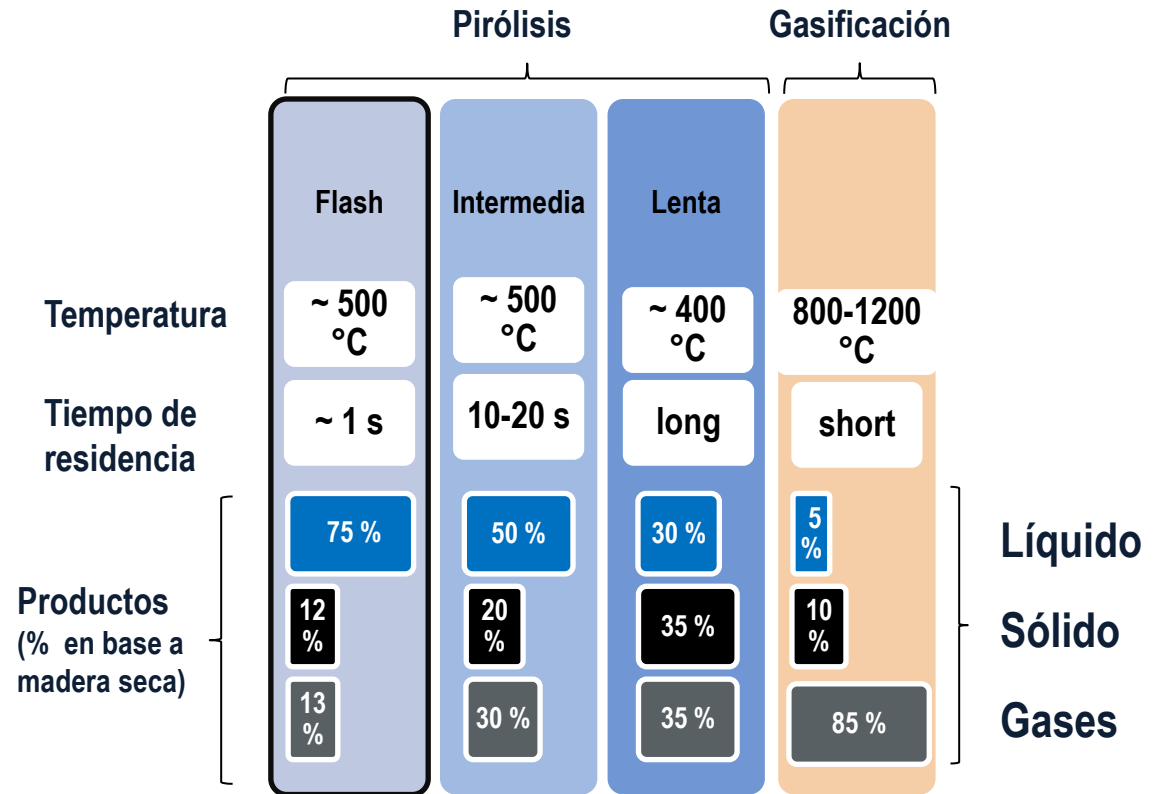 Pirólisis
Gasificación
Flash
Intermedia
Lenta
Temperatura
~ 500
°C
~ 500
°C
~ 400
°C
800-1200
°C
Tiempo de
residencia
~ 1 s
10-20 s
long
short
Productos
(% en base a
madera seca)
75 %
50 %
30 %
5
%
Líquido
12
%
20
%
35 %
10
%
Sólido
13
%
30 %
35 %
85 %
Gases